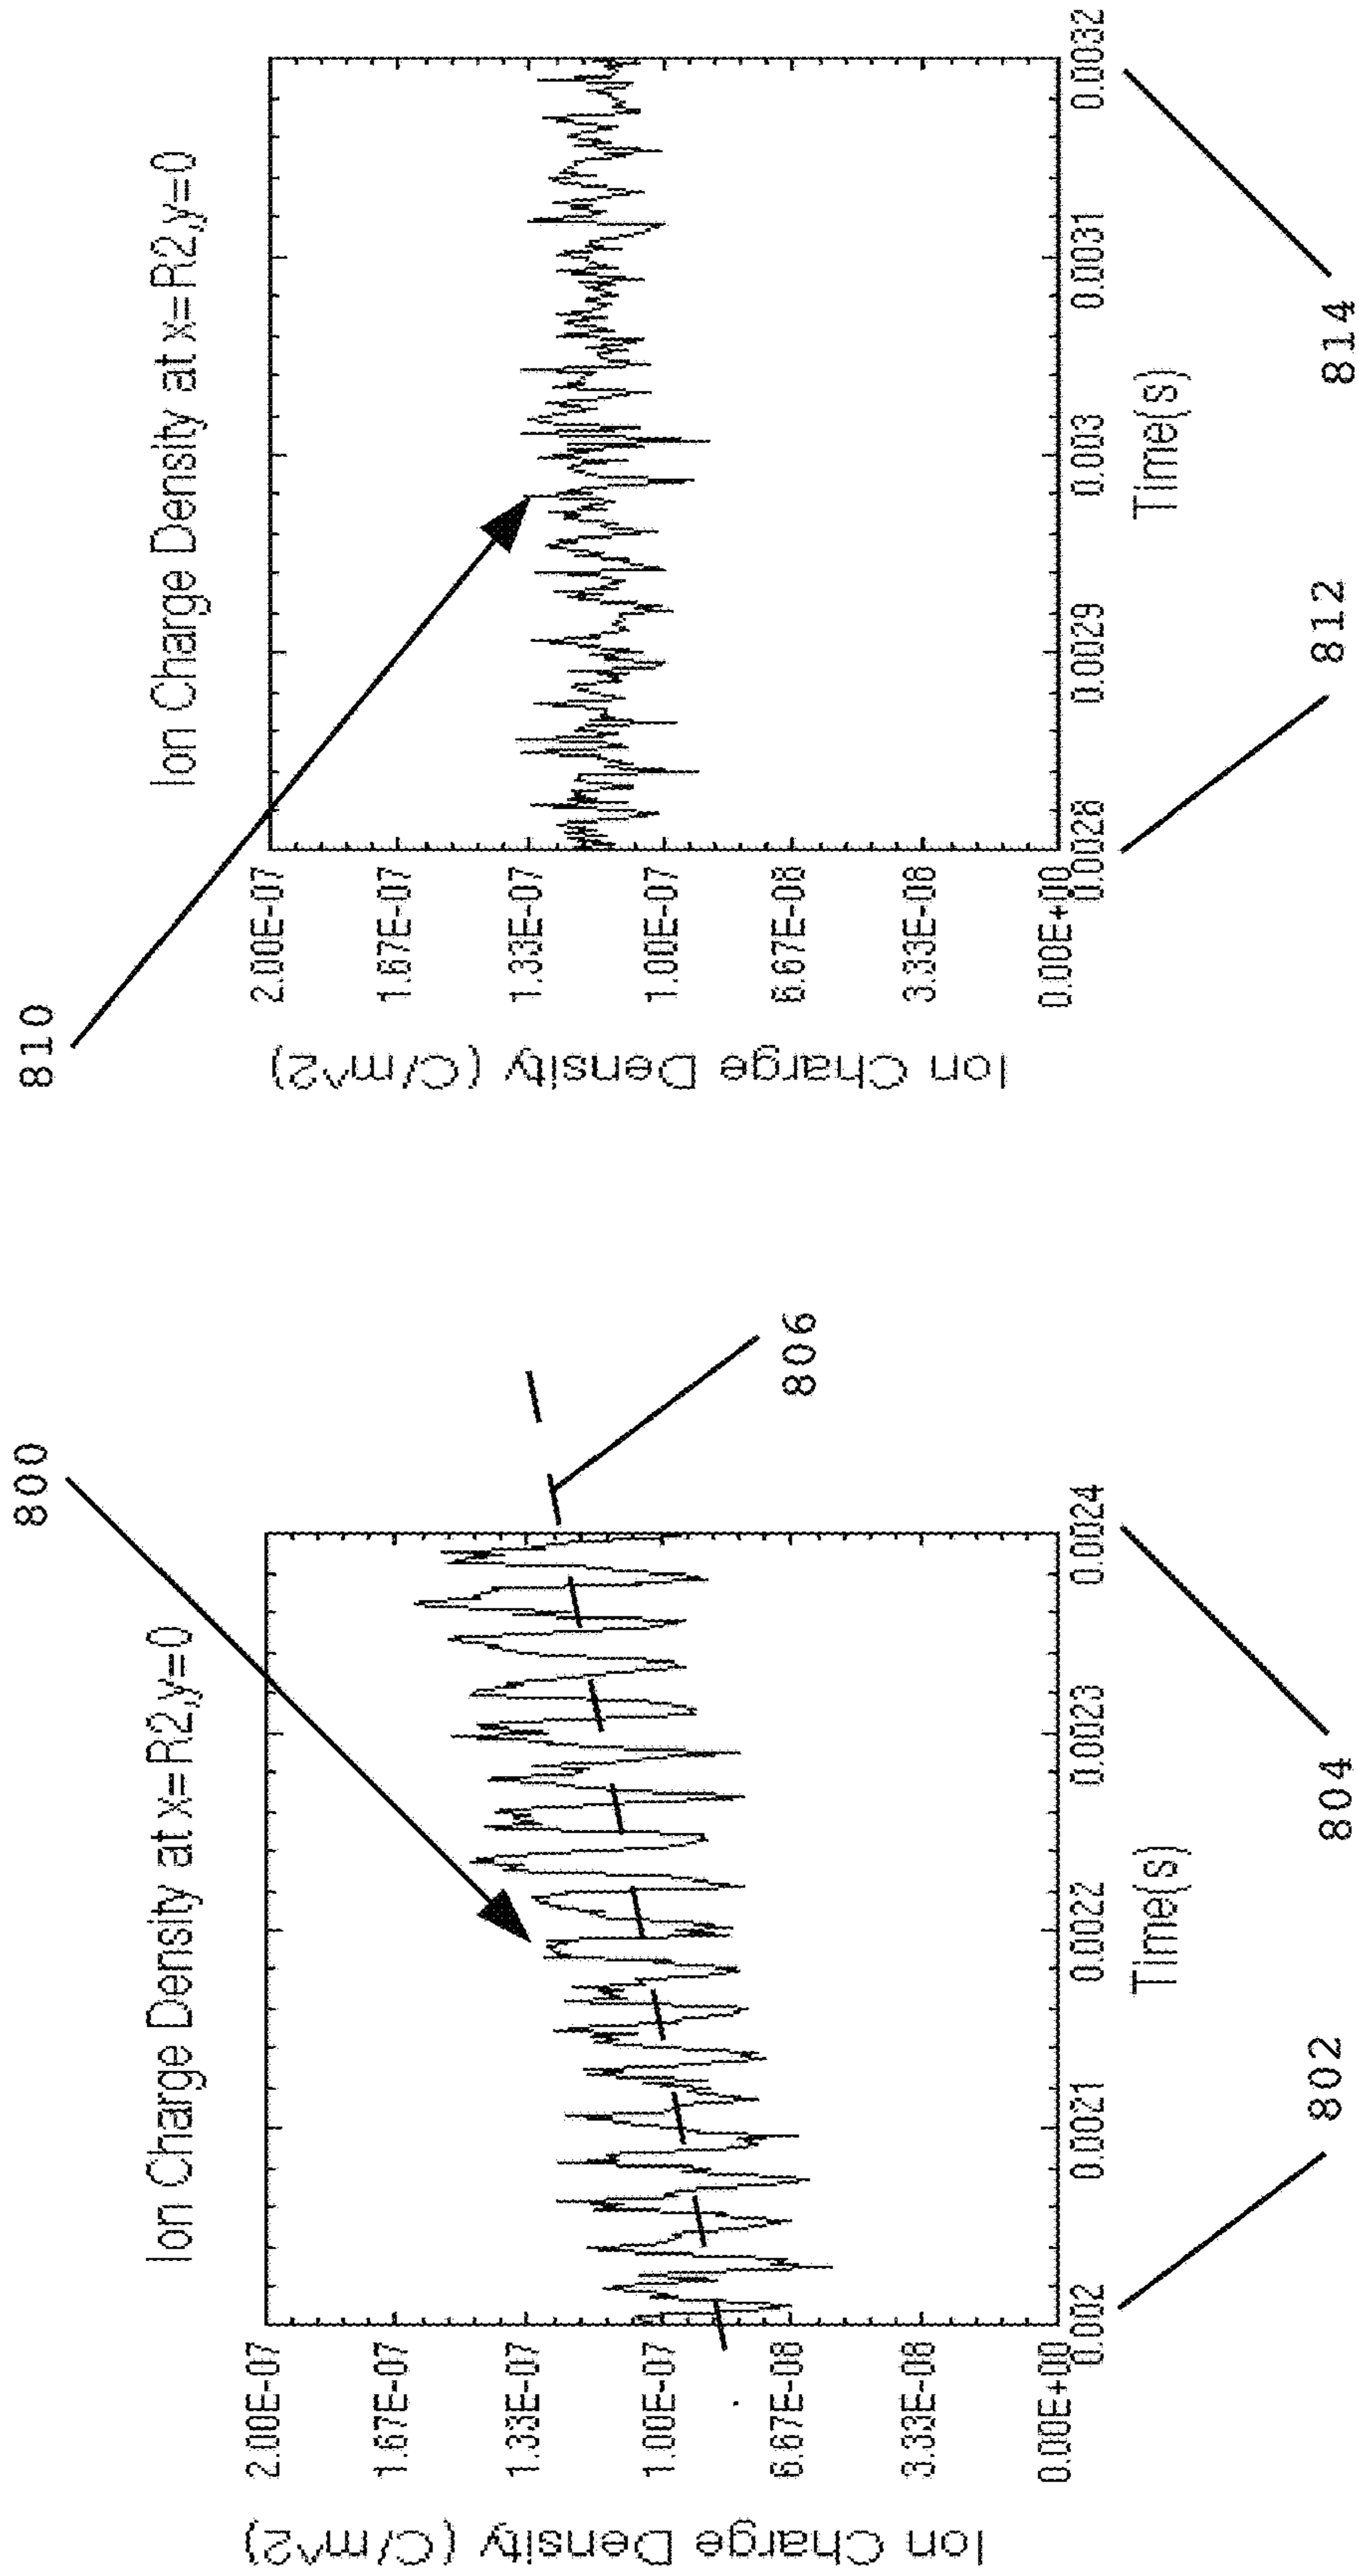 800
Ion Charge Density at x=R2,y=0
Ion Charge Density (C/m^2)
2.00E-07
1.67E-07
1.33E-07
1.00E-07
6.67E-08
3.33E-08
0.00E+00
0.002
0.0021
0.0022
0.0023
0.0024
Time(s)
802
804
806
810
Ion Charge Density at x=R2,y=0
Ion Charge Density (C/m^2)
2.00E-07
1.67E-07
1.33E-07
1.00E-07
6.67E-08
3.33E-08
0.00E+00
0.0028
0.0029
0.003
0.0031
0.0032
Time(s)
812
814